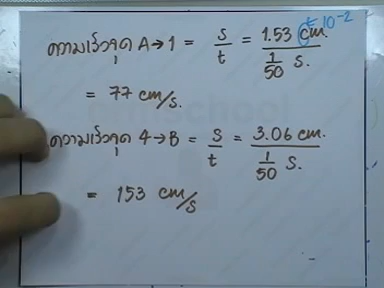 ความเร็วจุด A→1 = s/t = 1.53 cm. / 1/50 s. 10⁻²
= 77 cm/s.
ความเร็วจุด 4→B = s/t = 3.06 cm. / 1/50 s.
= 153 cm/s